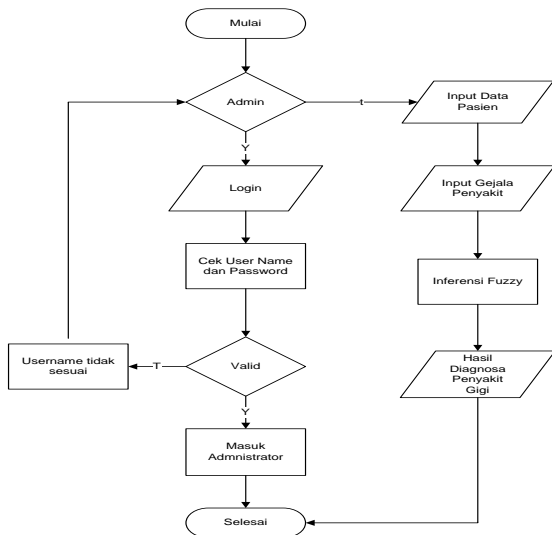 Mulai
Admin
t
Input Data
Pasien
Y
Login
Input Gejala
Penyakit
Cek User Name
dan Password
Inferensi Fuzzy
Username tidak
sesuai
T
Valid
Hasil
Diagnosa
Penyakit
Gigi
Y
Masuk
Admnistrator
Selesai